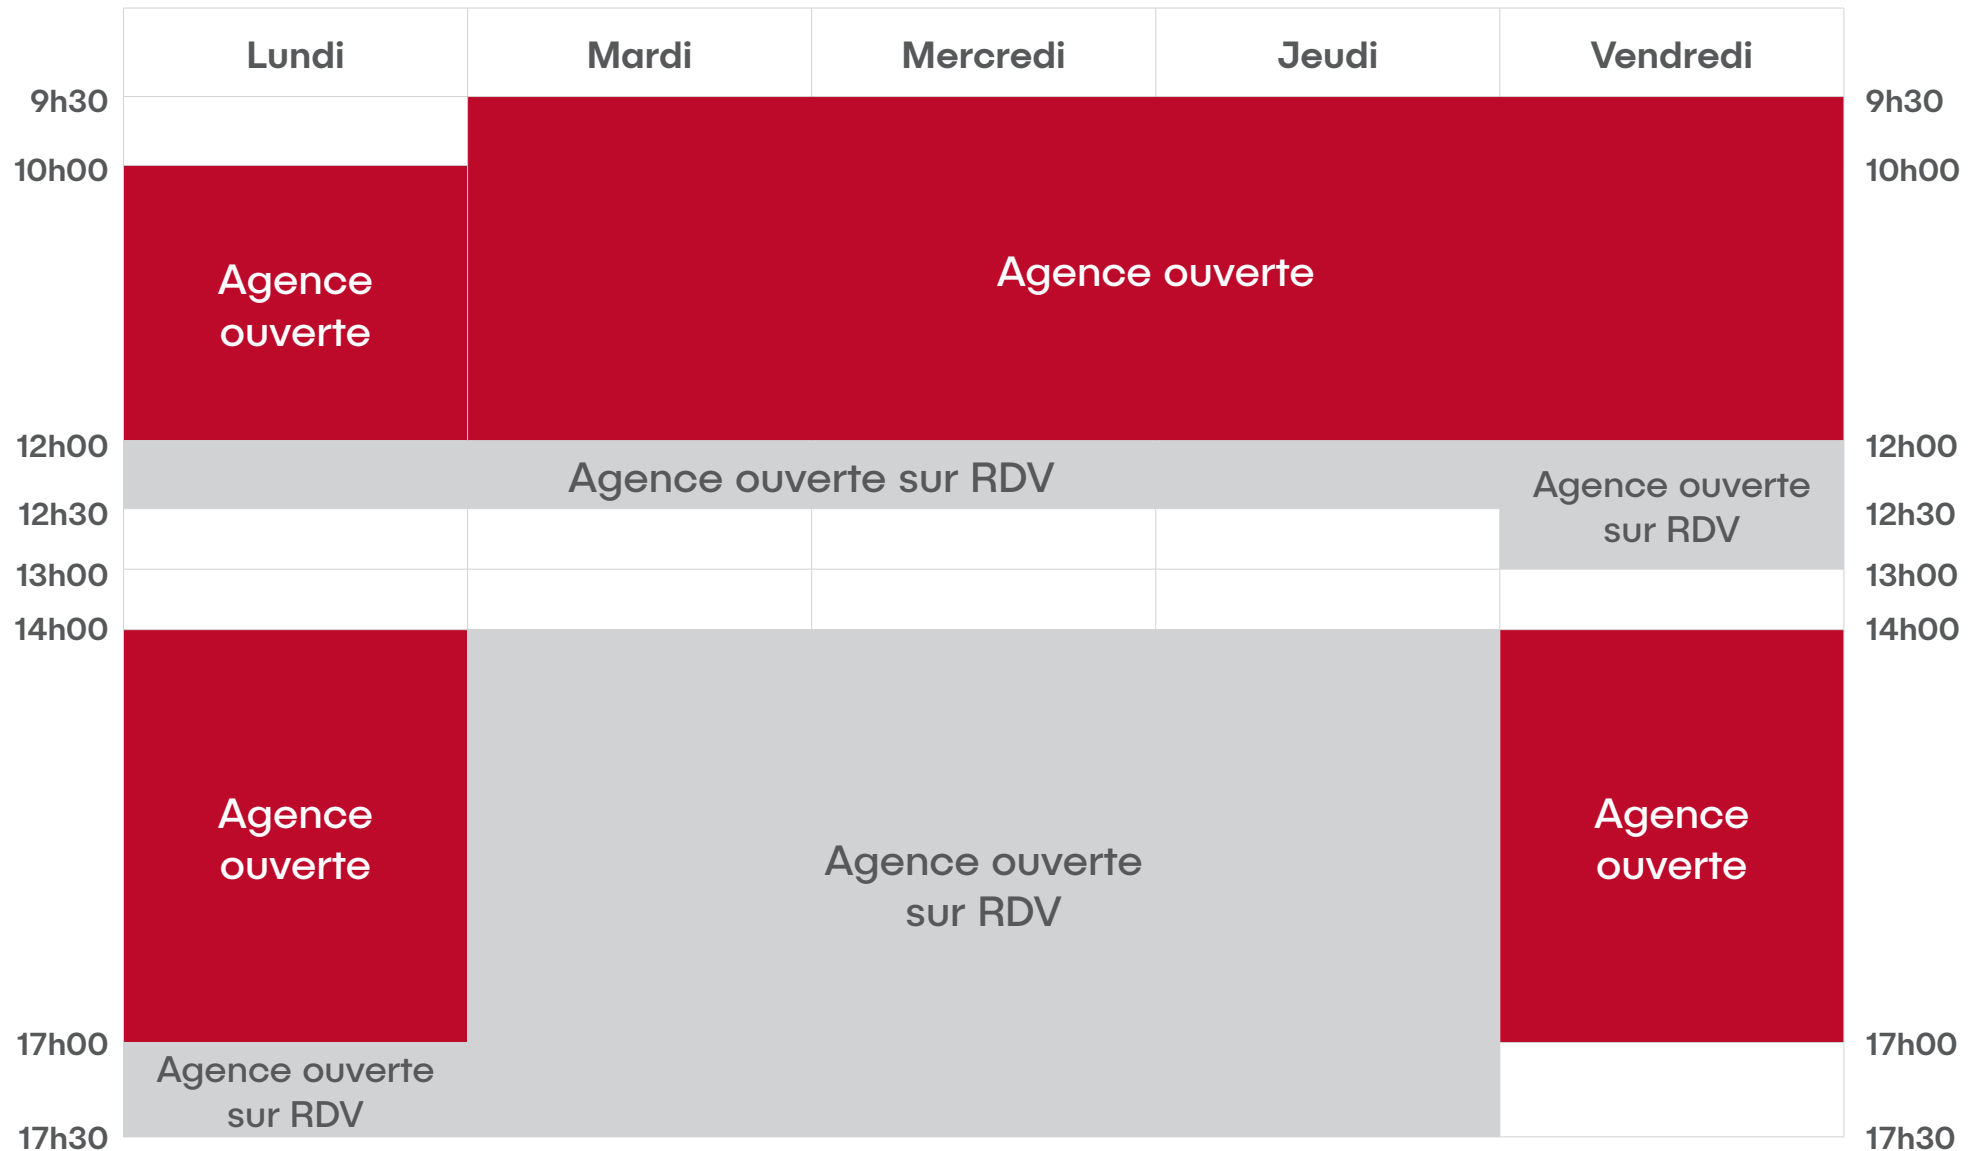 Lundi Mardi Mercredi Jeudi Vendredi
9h30 9h30
10h00 10h00
Agence
ouverte
Agence ouverte
12h00 12h00
Agence ouverte sur RDV
Agence ouverte
sur RDV
12h30 12h30
13h00 13h00
14h00 14h00
Agence
ouverte
Agence ouverte
sur RDV
Agence
ouverte
17h00 17h00
Agence ouverte
sur RDV
17h30 17h30